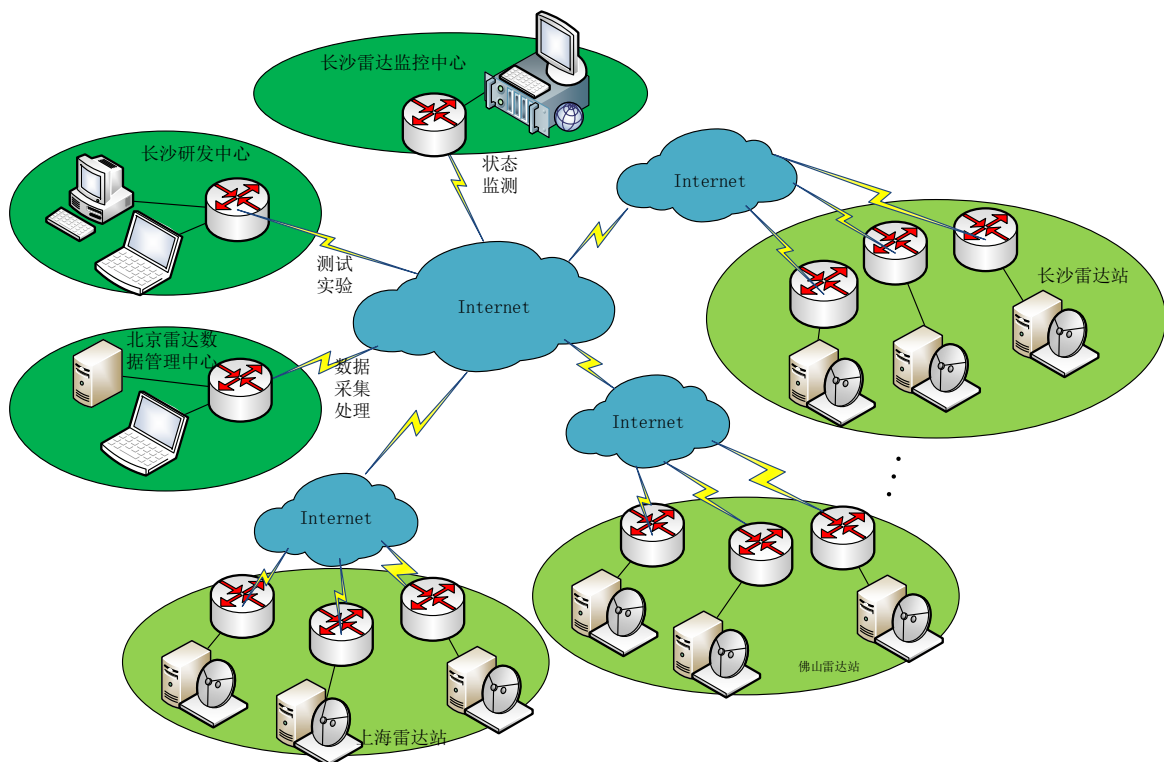 长沙雷达监控中心
状态
监测
长沙研发中心
测试
实验
Internet
Internet
长沙雷达站
北京雷达数
据管理中心
数据
采集
处理
Internet
佛山雷达站
Internet
上海雷达站